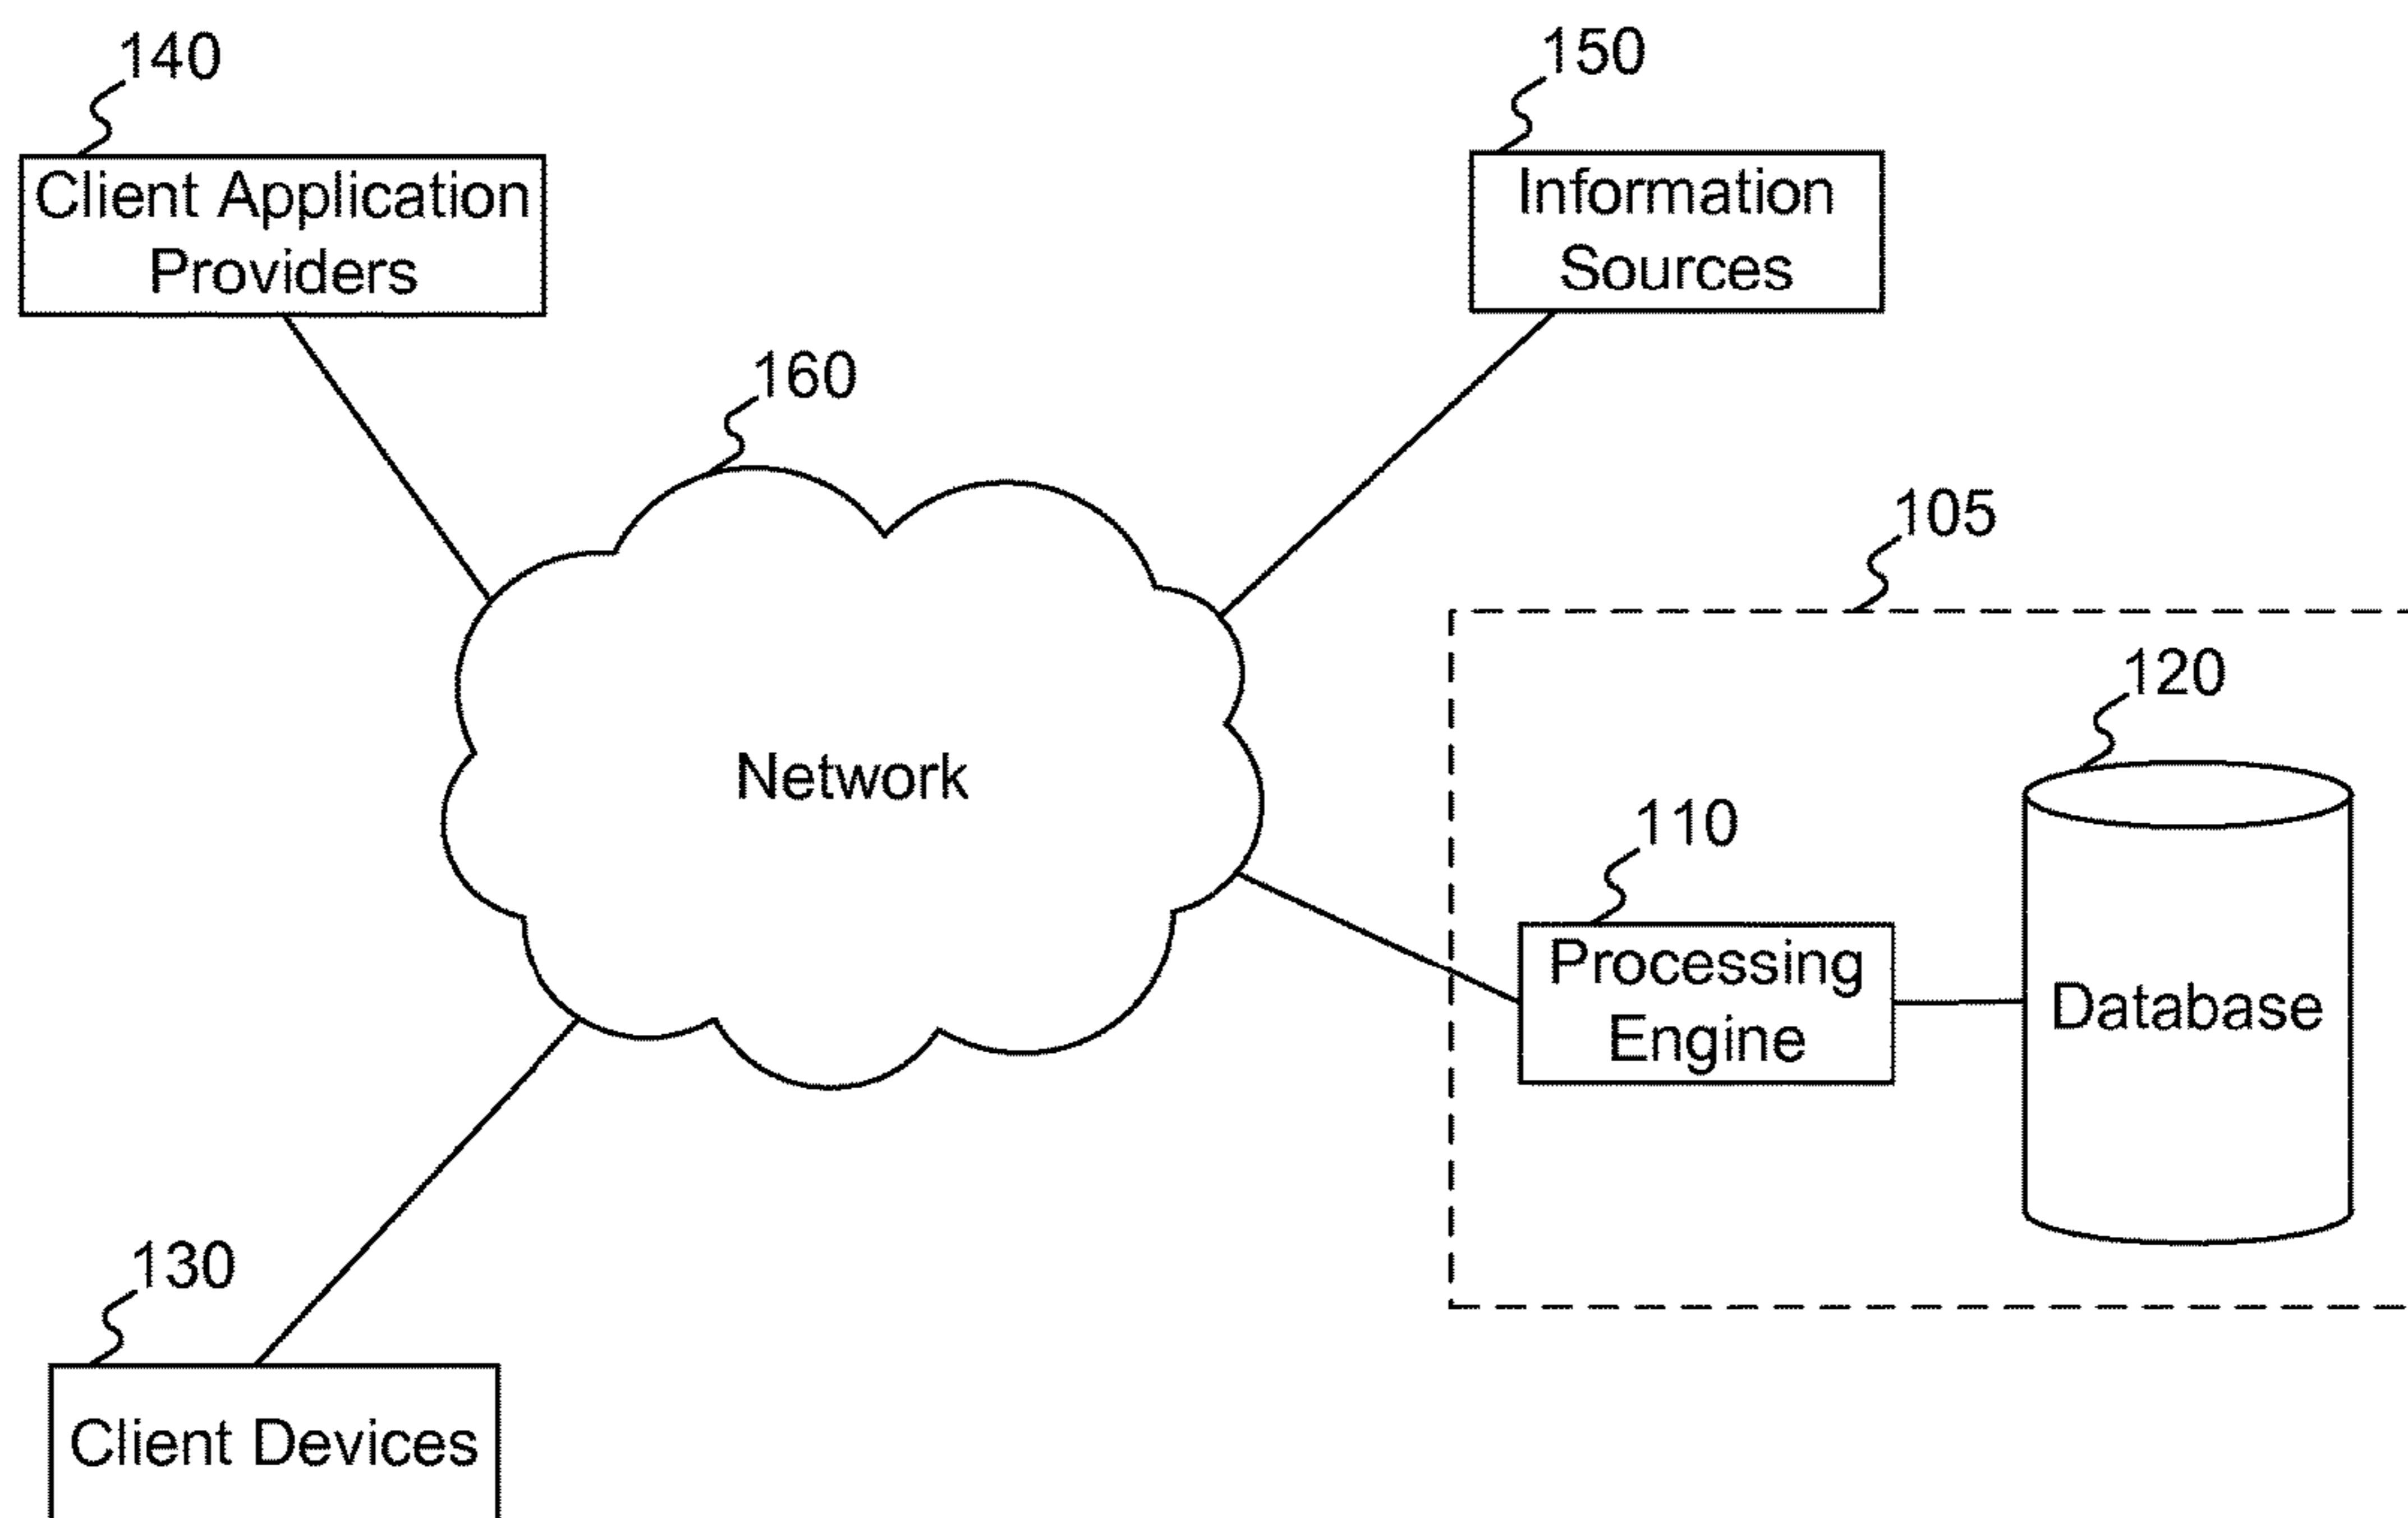 140
Client Application
Providers
150
Information
Sources
160
Network
105
120
Database
110
Processing
Engine
130
Client Devices